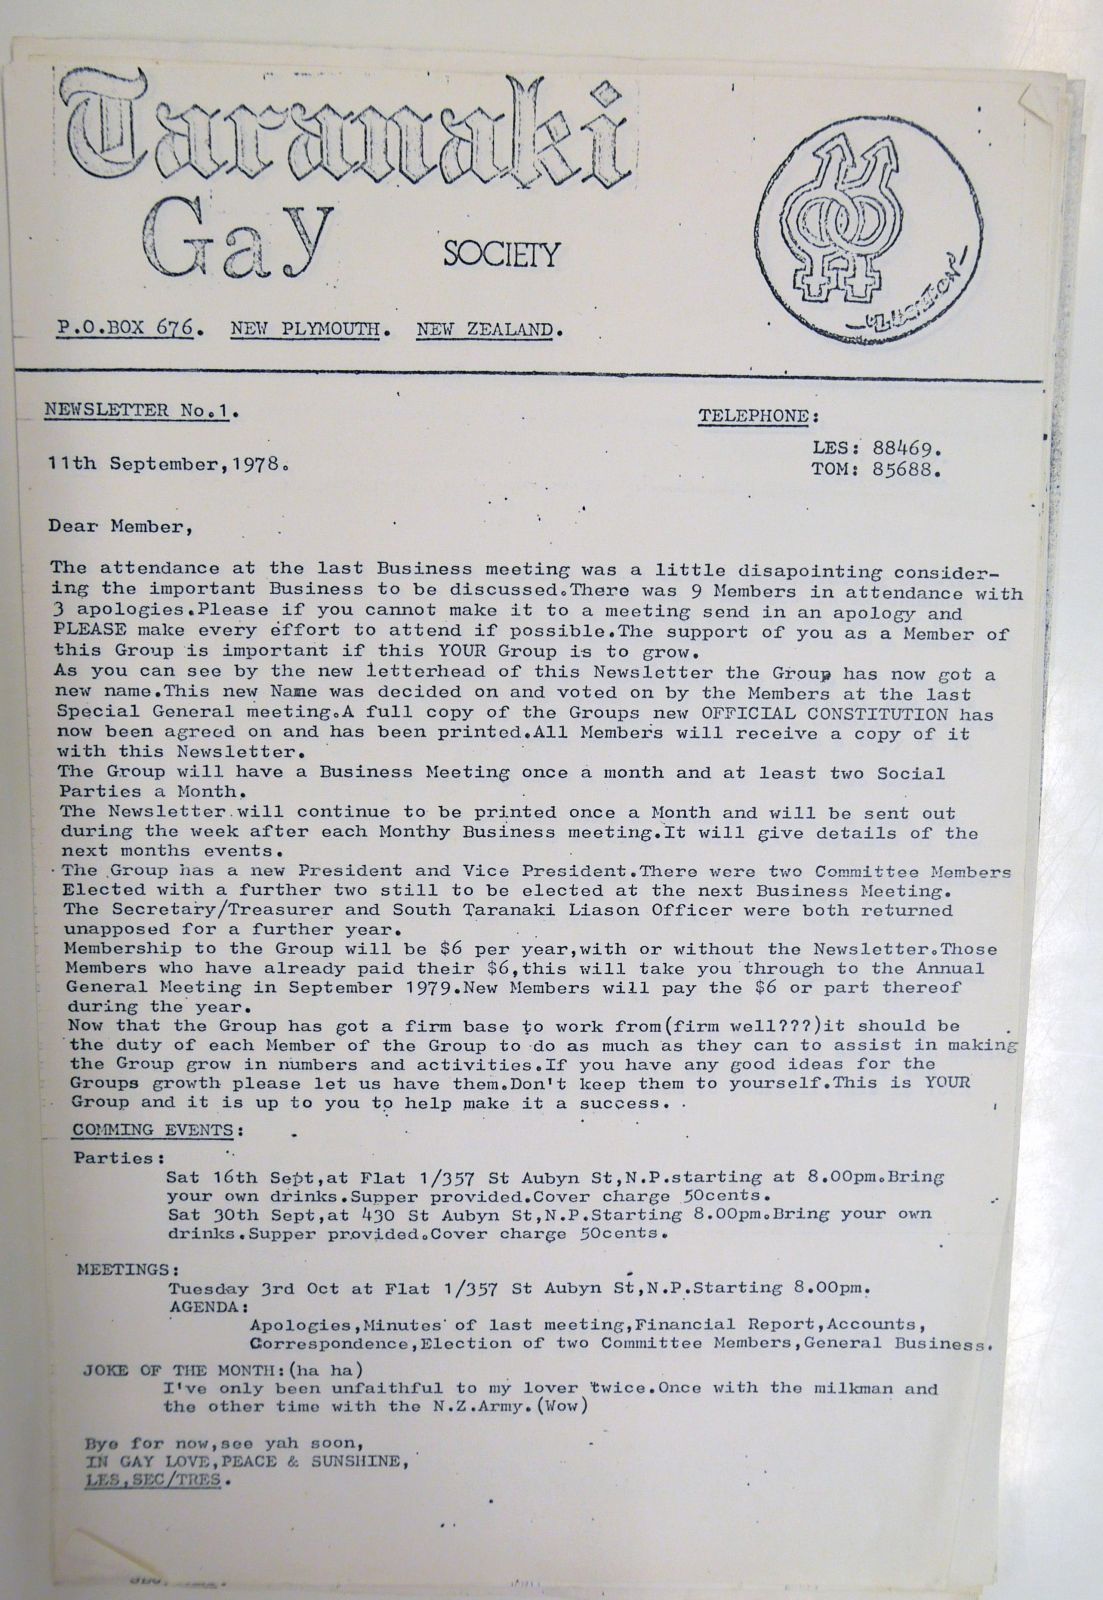 Taranaki
Gay SOCIETY
P.O.BOX 676. NEW PLYMOUTH. NEW ZEALAND.
NEWSLETTER No.1.
TELEPHONE:
LES: 88469.
11th September,1978.
TOM: 85688.
Dear Member,
The attendance at the last Business meeting was a little disapointing consider-
ing the important Business to be discussed.There was 9 Members in attendance with
3 apologies.Please if you cannot make it to a meeting send in an apology and
PLEASE make every effort to attend if possible.The support of you as a Member of
this Group is important if this YOUR Group is to grow.
As you can see by the new letterhead of this Newsletter the Group has now got a
new name.This new Name was decided on and voted on by the Members at the last
Special General meeting.A full copy of the Groups new OFFICIAL CONSTITUTION has
now been agreed on and has been printed.All Members will receive a copy of it
with this Newsletter.
The Group will have a Business Meeting once a month and at least two Social
Parties a Month.
The Newsletter will continue to be printed once a Month and will be sent out
during the week after each Monthy Business meeting.It will give details of the
next months events.
The Group has a new President and Vice President.There were two Committee Members
Elected with a further two still to be elected at the next Business Meeting.
The Secretary/Treasurer and South Taranaki Liason Officer were both returned
unapposed for a further year.
Membership to the Group will be $6 per year,with or without the Newsletter.Those
Members who have already paid their $6,this will take you through to the Annual
General Meeting in September 1979.New Members will pay the $6 or part thereof
during the year.
Now that the Group has got a firm base to work from(firm well???)it should be
the duty of each Member of the Group to do as much as they can to assist in making
the Group grow in numbers and activities.If you have any good ideas for the
Groups growth please let us have them.Don't keep them to yourself.This is YOUR
Group and it is up to you to help make it a success.
COMMING EVENTS:
Parties:
Sat 16th Sept,at Flat 1/357 St Aubyn St,N.P.starting at 8.00pm.Bring
your own drinks.Supper provided.Cover charge 50cents.
Sat 30th Sept,at 430 St Aubyn St,N.P.Starting 8.00pm.Bring your own
drinks.Supper provided.Cover charge 50cents.
MEETINGS:
Tuesday 3rd Oct at Flat 1/357 St Aubyn St,N.P.Starting 8.00pm.
AGENDA:
Apologies,Minutes of last meeting,Financial Report,Accounts,
Correspondence,Election of two Committee Members,General Business.
JOKE OF THE MONTH:(ha ha)
I've only been unfaithful to my lover twice.Once with the milkman and
the other time with the N.Z.Army.(Wow)
Bye for now,see yah soon,
IN GAY LOVE,PEACE & SUNSHINE,
LES,SEC/TRES.